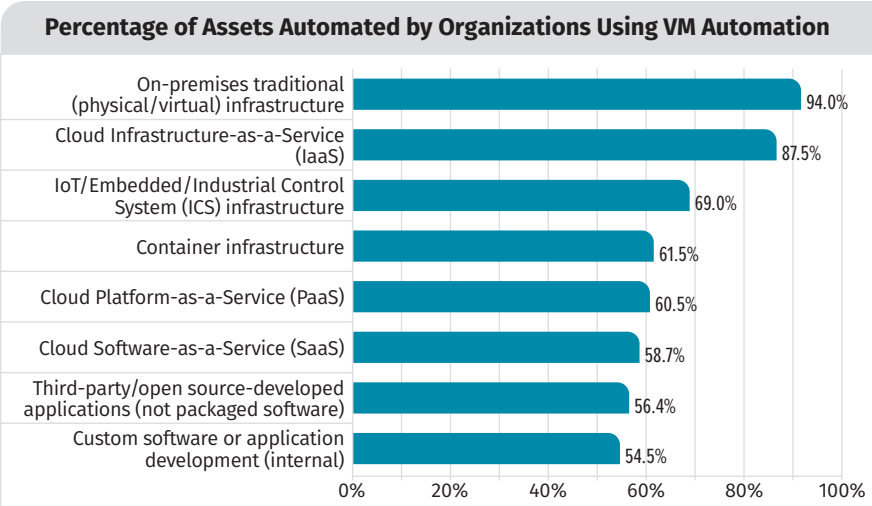 Percentage of Assets Automated by Organizations Using VM Automation
On-premises traditional
(physical/virtual) infrastructure
94.0%
Cloud Infrastructure-as-a-Service
(IaaS)
87.5%
IoT/Embedded/Industrial Control
System (ICS) infrastructure
69.0%
Container infrastructure
61.5%
Cloud Platform-as-a-Service (PaaS)
60.5%
Cloud Software-as-a-Service (SaaS)
58.7%
Third-party/open source-developed
applications (not packaged software)
56.4%
Custom software or application
development (internal)
54.5%
0% 20% 40% 60% 80% 100%